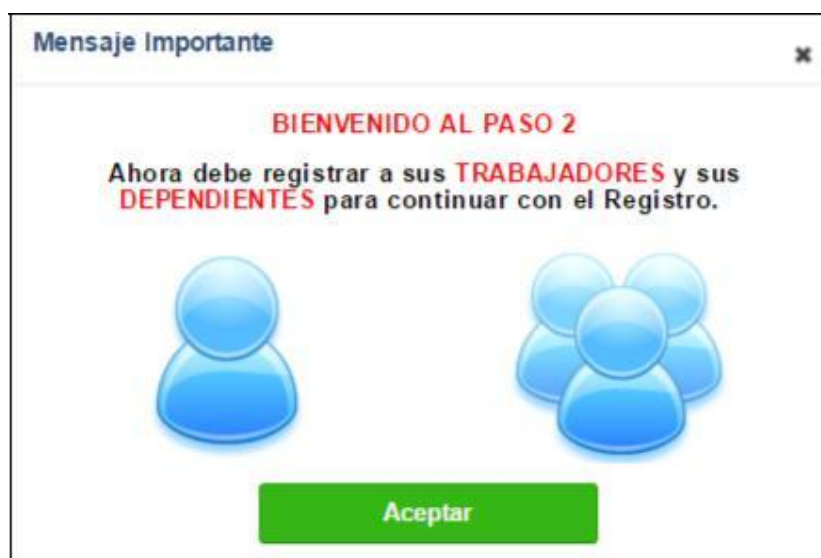 Mensaje Importante
BIENVENIDO AL PASO 2
Ahora debe registrar a sus TRABAJADORES y sus
DEPENDIENTES para continuar con el Registro.
Aceptar